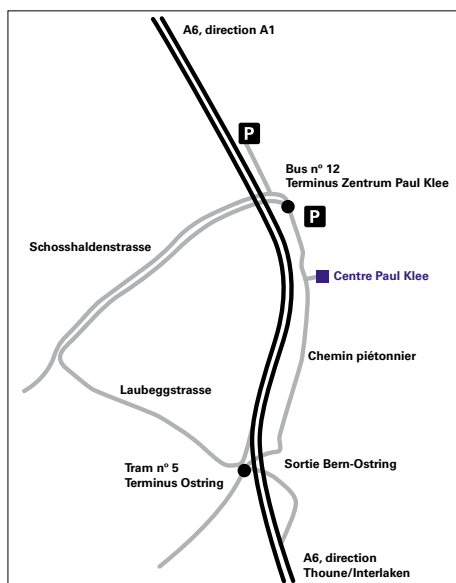 A6, direction A1
P
Bus nº 12
Terminus Zentrum Paul Klee
P
Schosshaldenstrasse
Centre Paul Klee
Chemin piétonnier
Laubeggstrasse
Sortie Bern-Ostring
Tram nº 5
Terminus Ostring
A6, direction
Thoune/Interlaken